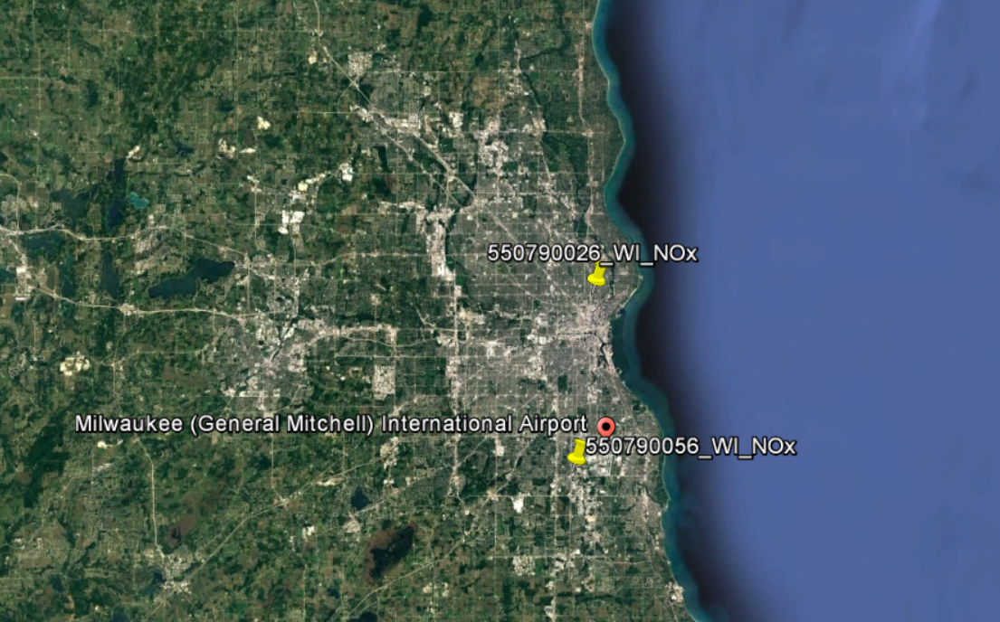 550790026_WI_NOx
Milwaukee (General Mitchell) International Airport
550790056_WI_NOx